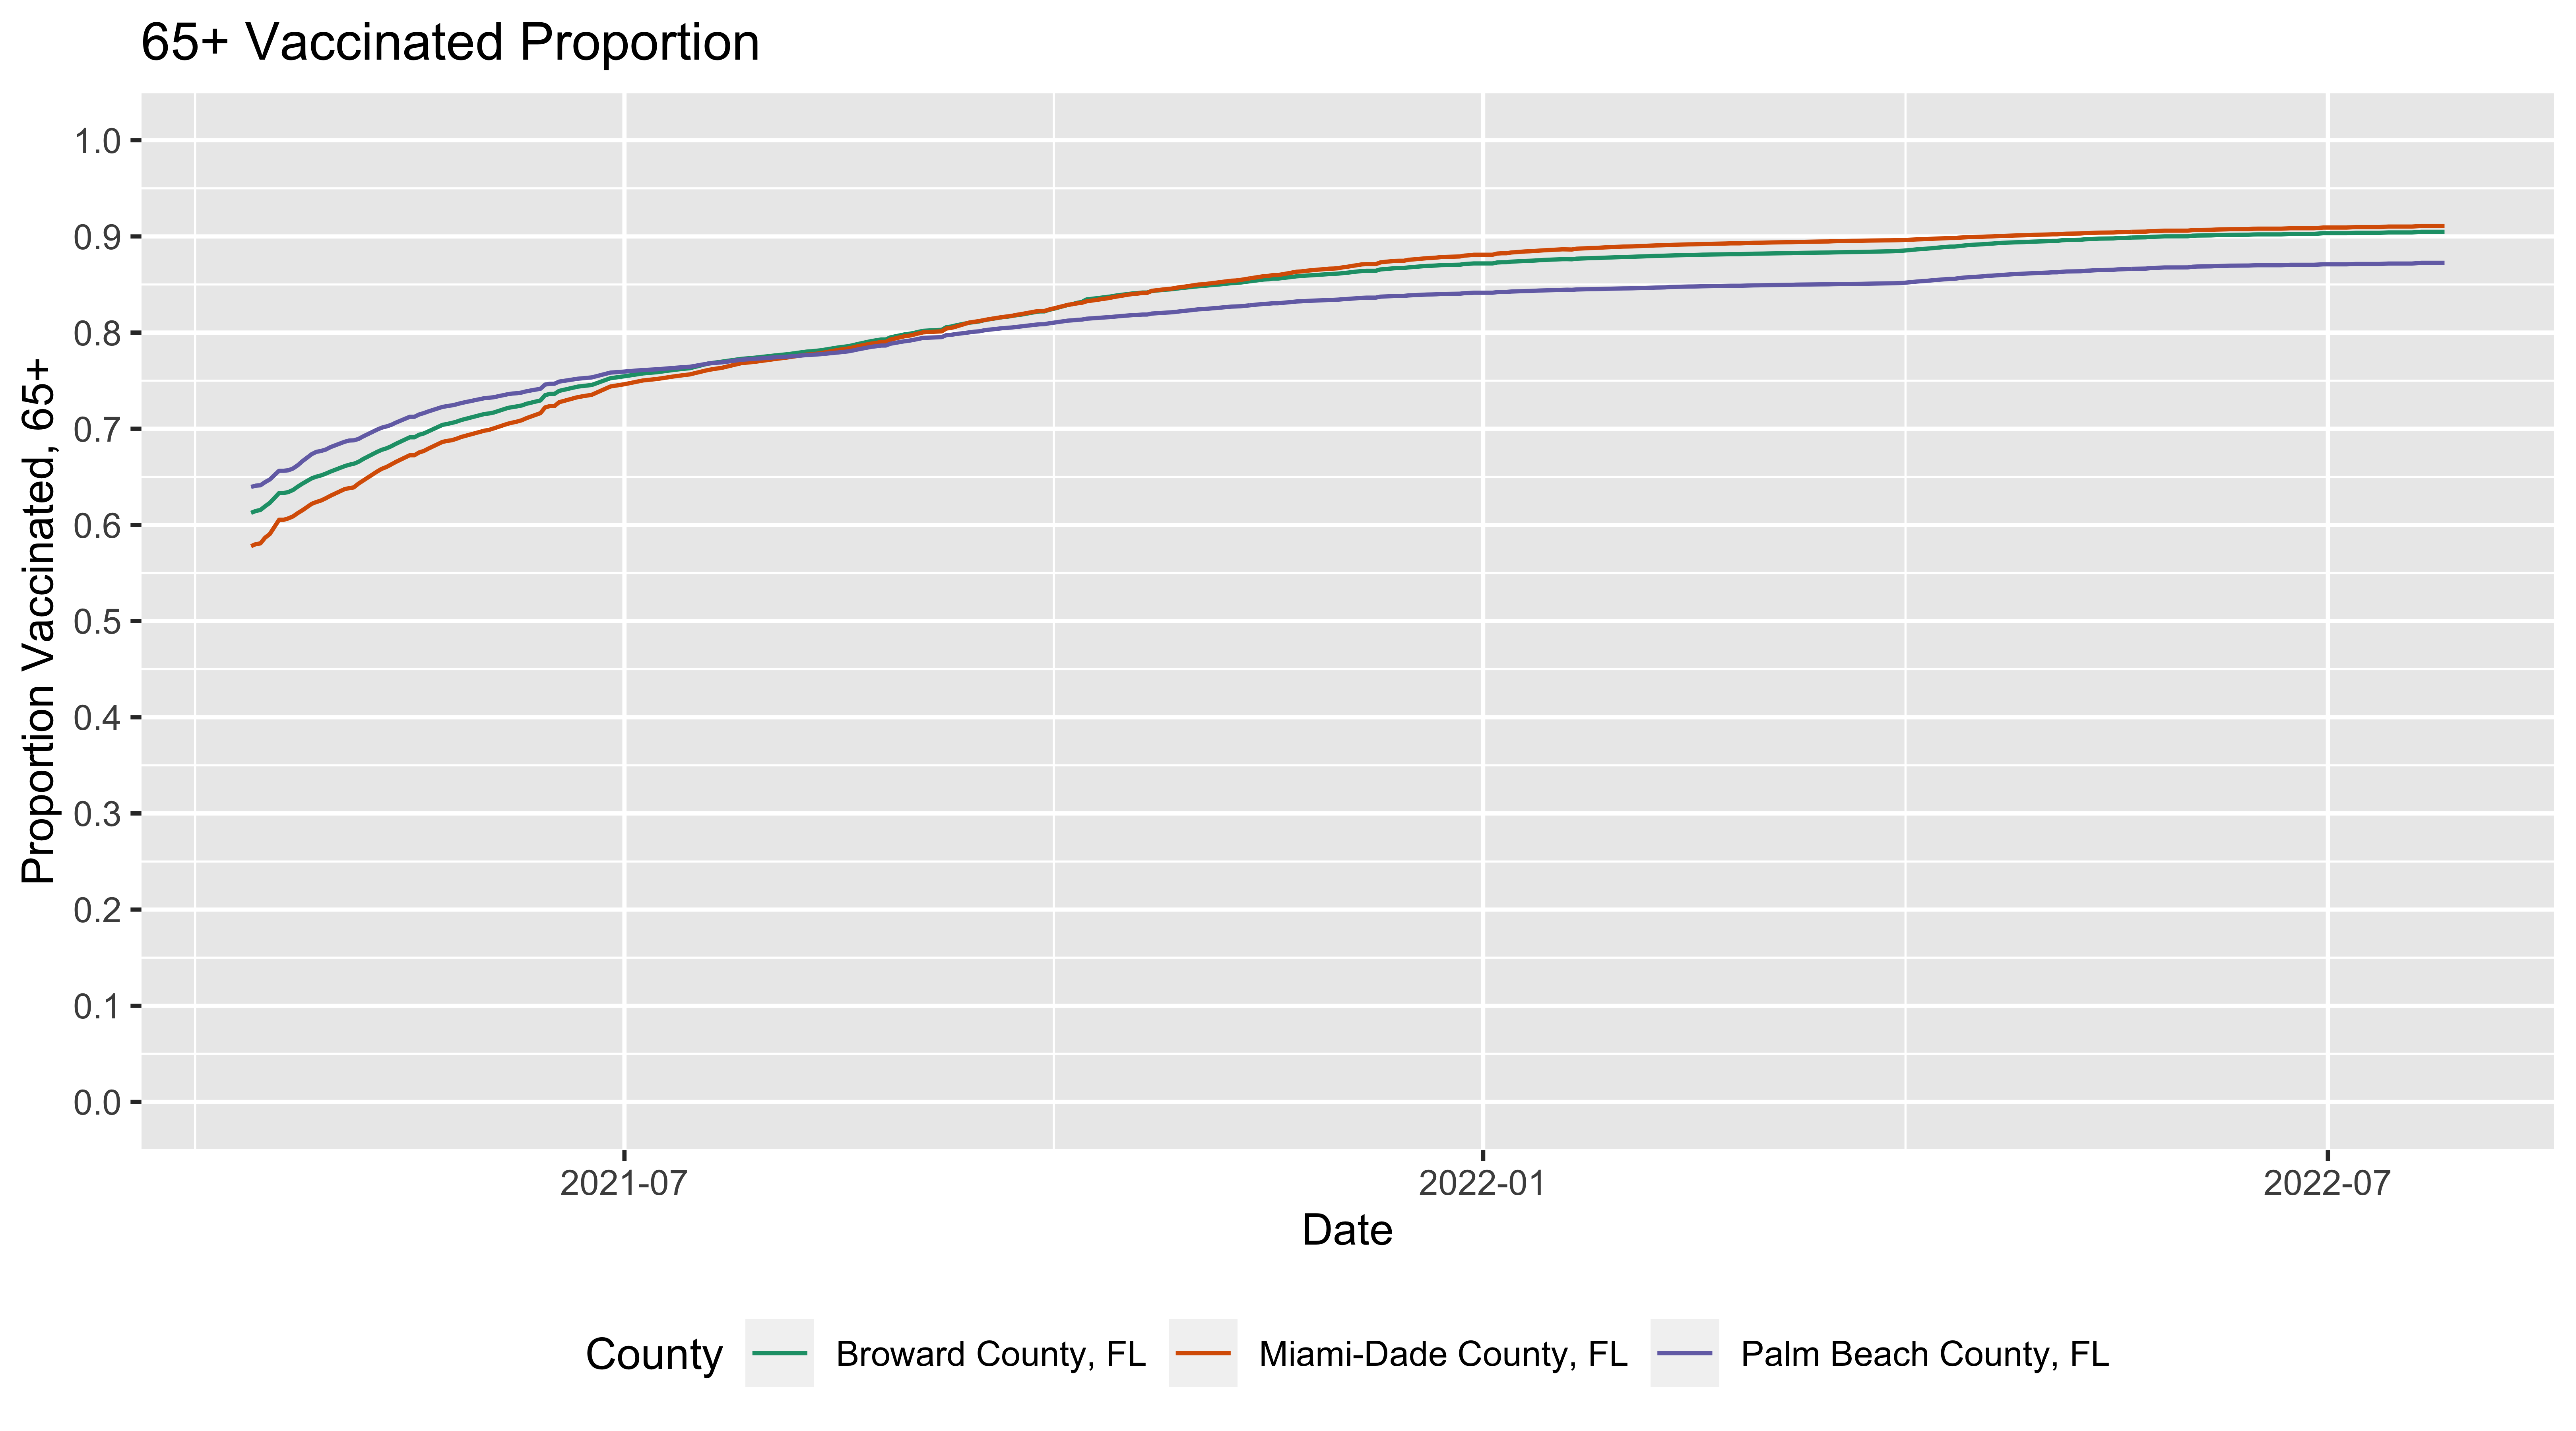 65+ Vaccinated Proportion
Proportion Vaccinated, 65+
1.0
0.9
0.8
0.7
0.6
0.5
0.4
0.3
0.2
0.1
0.0
2021-07 2022-01 2022-07
Date
County Broward County, FL Miami-Dade County, FL Palm Beach County, FL